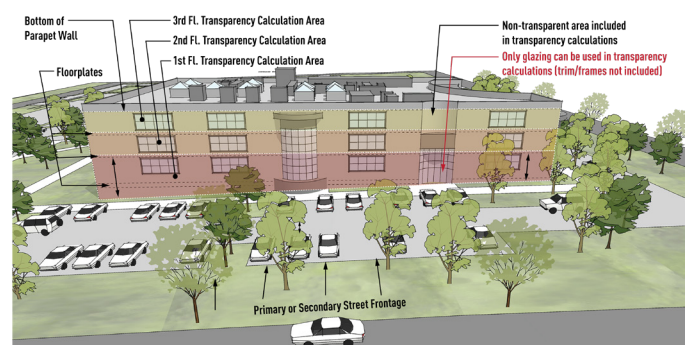 Bottom of
Parapet Wall
3rd Fl. Transparency Calculation Area
2nd Fl. Transparency Calculation Area
1st Fl. Transparency Calculation Area
Floorplates
Non-transparent area included
in transparency calculations
Only glazing can be used in transparency
calculations (trim/frames not included)
Primary or Secondary Street Frontage